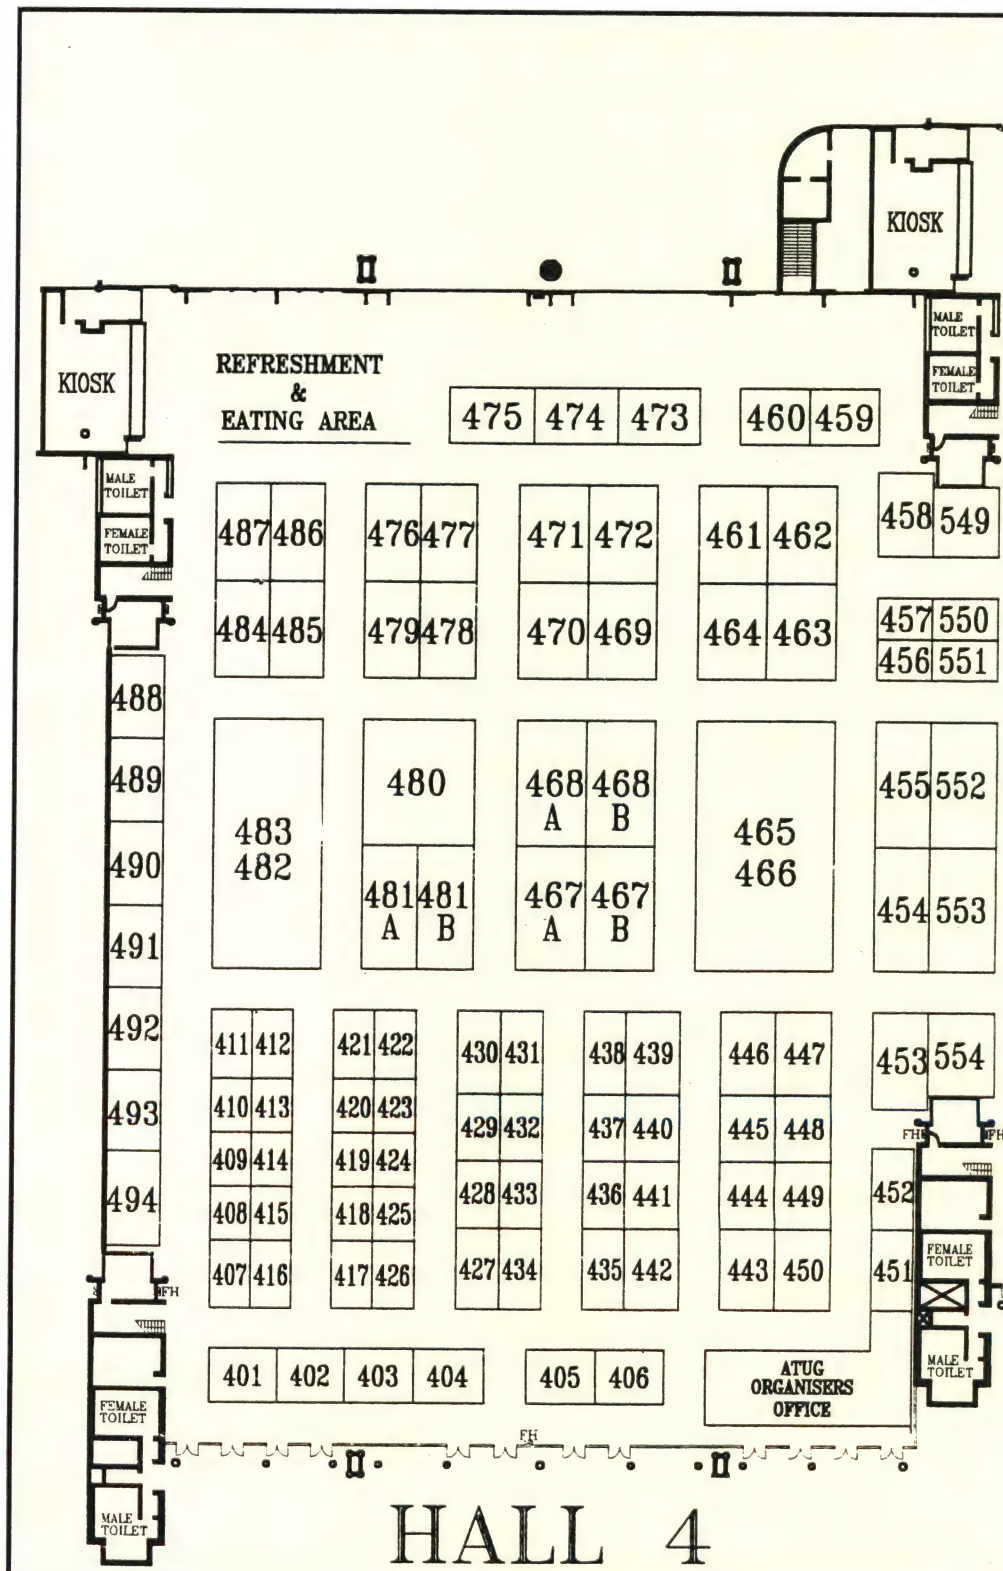 KIOSK
MALE
TOILET
KIOSK
REFRESHMENT
&
EATING AREA
FEMALE
TOILET
475 474 473 460 459
MALE
TOILET
458 549
487 486 476 477 471 472 461 462
FEMALE
TOILET
457 550
484 485 479 478 470 469 464 463
456 551
488
489 480 468 468 455 552
A B
483 465
490 482 466
481 481 467 467 454 553
A B A B
491
492
411 412 421 422 430 431 438 439 446 447 453 554
493 410 413 420 423
429 432 437 440 445 448 FH FH
409 414 419 424
494 408 415 418 425 428 433 436 441 444 449 452
FEMALE
TOILET
407 416 417 426 427 434 435 442 443 450 451
FH
401 402 403 404 405 406
ATUG
ORGANISERS
OFFICE
MALE
TOILET
FEMALE
TOILET
FH
MALE
TOILET
HALL 4